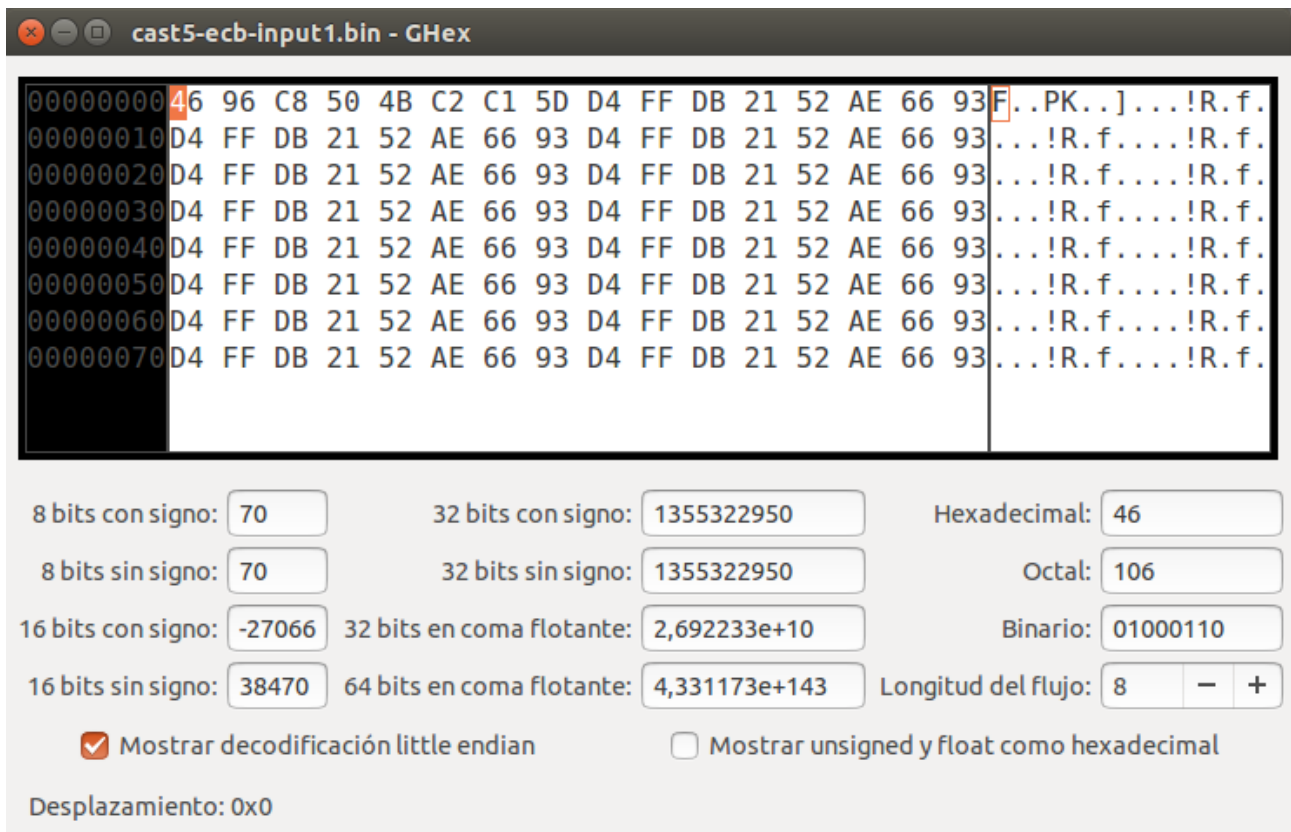 cast5-ecb-input1.bin - GHex
00000000 46 96 C8 50 4B C2 C1 5D D4 FF DB 21 52 AE 66 93 F..PK..]...!R.f.
00000010 D4 FF DB 21 52 AE 66 93 D4 FF DB 21 52 AE 66 93 ...!R.f....!R.f.
00000020 D4 FF DB 21 52 AE 66 93 D4 FF DB 21 52 AE 66 93 ...!R.f....!R.f.
00000030 D4 FF DB 21 52 AE 66 93 D4 FF DB 21 52 AE 66 93 ...!R.f....!R.f.
00000040 D4 FF DB 21 52 AE 66 93 D4 FF DB 21 52 AE 66 93 ...!R.f....!R.f.
00000050 D4 FF DB 21 52 AE 66 93 D4 FF DB 21 52 AE 66 93 ...!R.f....!R.f.
00000060 D4 FF DB 21 52 AE 66 93 D4 FF DB 21 52 AE 66 93 ...!R.f....!R.f.
00000070 D4 FF DB 21 52 AE 66 93 D4 FF DB 21 52 AE 66 93 ...!R.f....!R.f.
8 bits con signo: 70 32 bits con signo: 1355322950 Hexadecimal: 46
8 bits sin signo: 70 32 bits sin signo: 1355322950 Octal: 106
16 bits con signo: -27066 32 bits en coma flotante: 2,692233e+10 Binario: 01000110
16 bits sin signo: 38470 64 bits en coma flotante: 4,331173e+143 Longitud del flujo: 8 − +
Mostrar decodificación little endian Mostrar unsigned y float como hexadecimal
Desplazamiento: 0x0